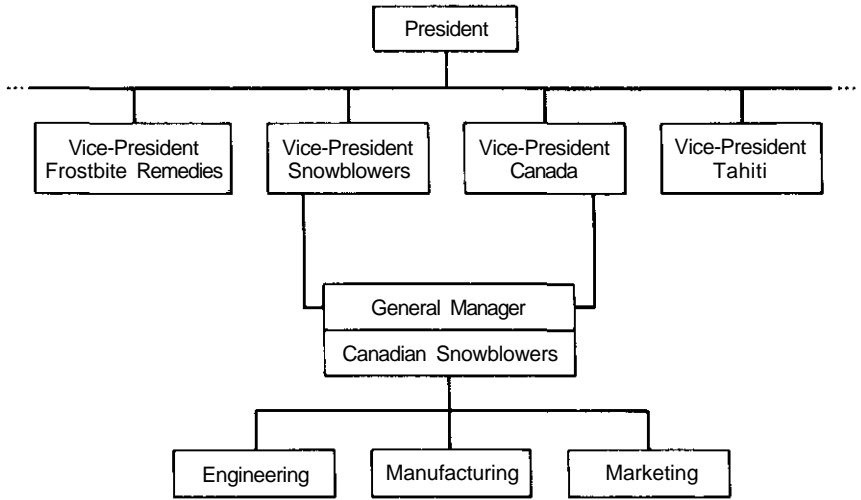 President
Vice-President
Frostbite Remedies
Vice-President
Snowblowers
Vice-President
Canada
Vice-President
Tahiti
General Manager
Canadian Snowblowers
Engineering
Manufacturing
Marketing